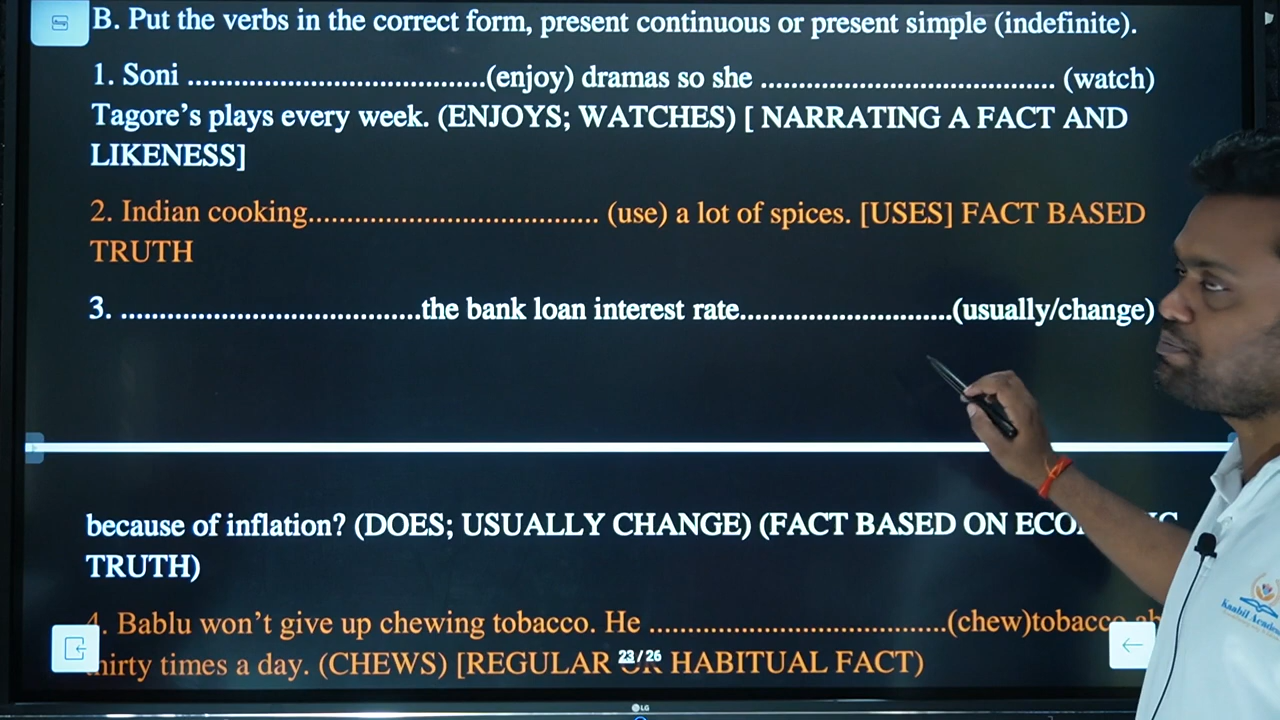 B. Put the verbs in the correct form, present continuous or present simple (indefinite).
1. Soni .......................................(enjoy) dramas so she ...................................... (watch)
Tagore’s plays every week. (ENJOYS; WATCHES) [ NARRATING A FACT AND
LIKENESS]
2. Indian cooking...................................... (use) a lot of spices. [USES] FACT BASED
TRUTH
3. .......................................the bank loan interest rate............................(usually/change)
because of inflation? (DOES; USUALLY CHANGE) (FACT BASED ON
TRUTH)
4. Bablu won’t give up chewing tobacco. He .......................................(chew)tobacco
times a day. (CHEWS) [REGULAR OR HABITUAL FACT)
23/26
LG
Kaabil